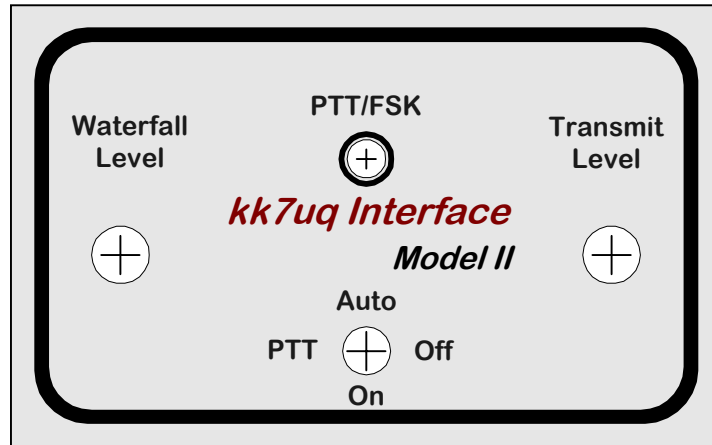 PTT/FSK
Waterfall
Level
Transmit
Level
kk7uq Interface
Model II
Auto
PTT Off
On